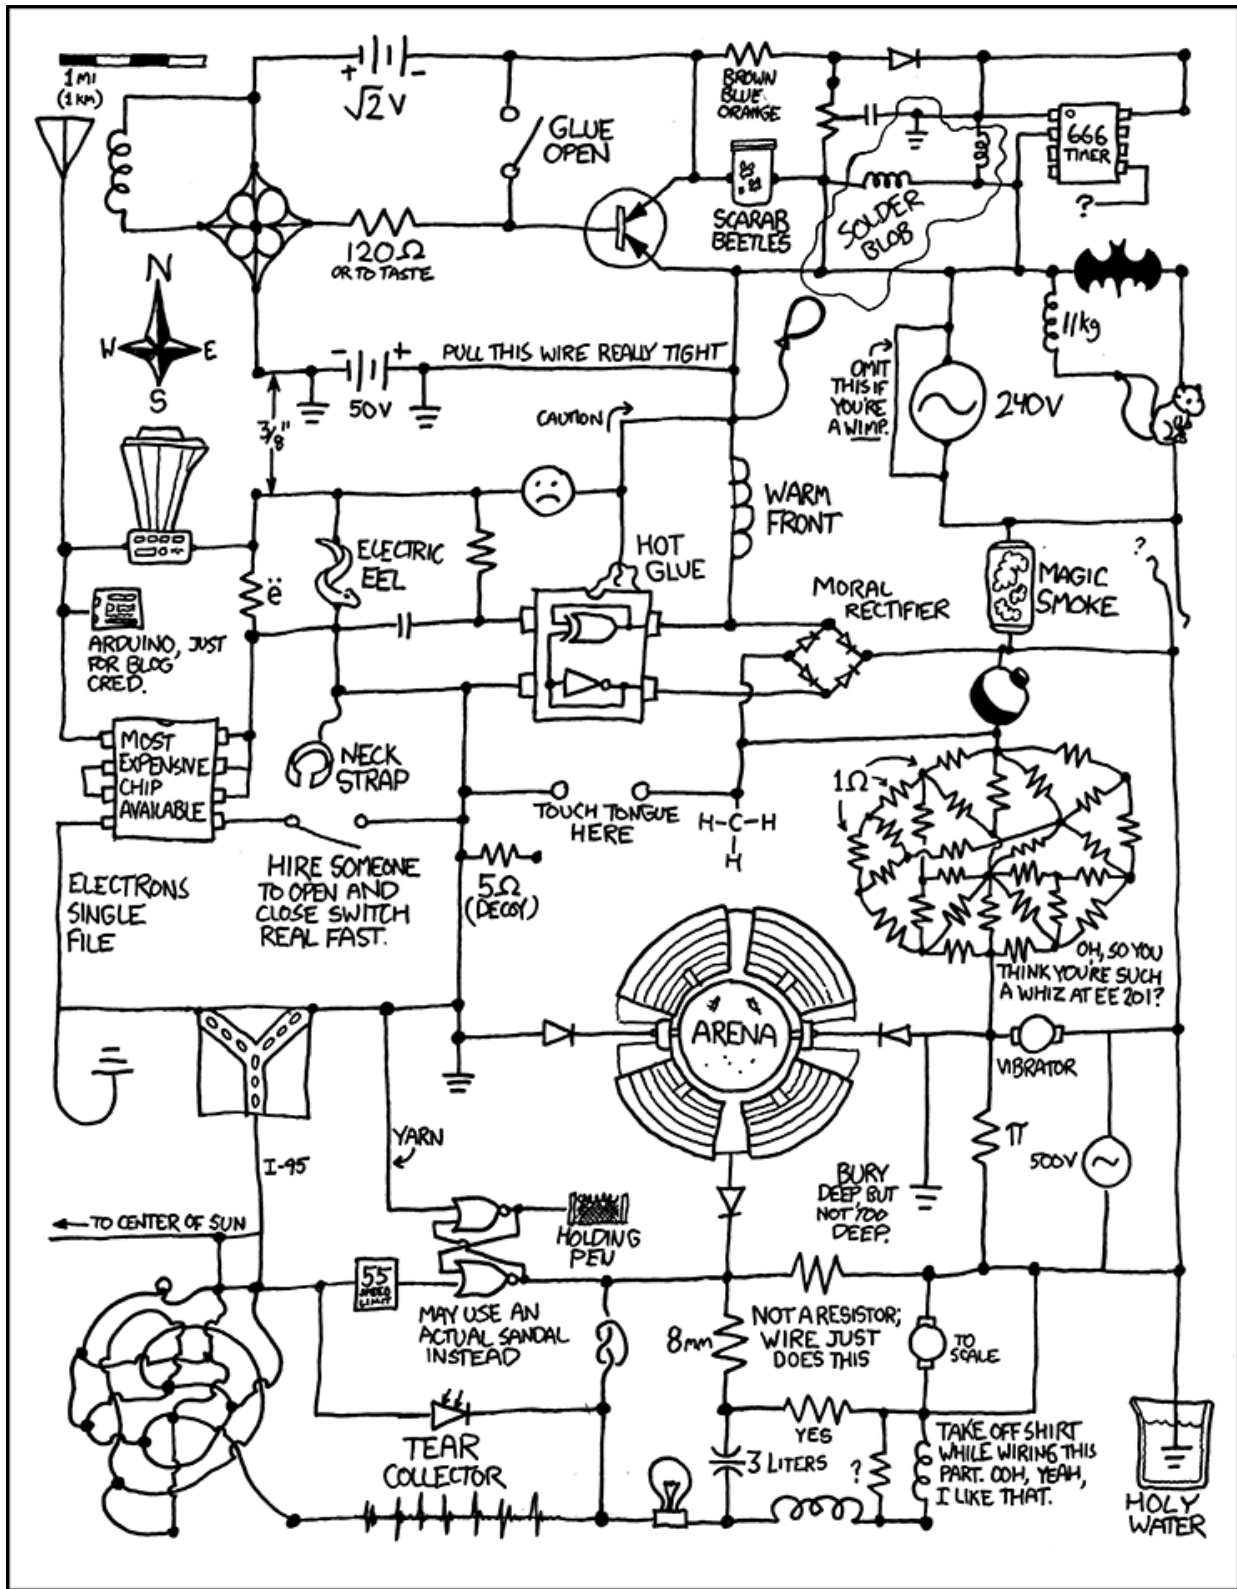 1 MI
(1 km)
+ -
√2 V
GLUE
OPEN
BROWN
BLUE
ORANGE
666
TIMER
?
120Ω
OR TO TASTE
SCARAB
BEETLES
SOLDER
BLOB
N
W E
S
- +
50V
PULL THIS WIRE REALLY TIGHT
11kg
OMIT
THIS IF
YOU'RE
A WIMP.
240V
CAUTION
3/8"
WARM
FRONT
ELECTRIC
EEL
HOT
GLUE
ë
MORAL
RECTIFIER
MAGIC
SMOKE
?
ARDUINO, JUST
FOR BLOG
CRED.
MOST
EXPENSIVE
CHIP
AVAILABLE
NECK
STRAP
1Ω
TOUCH TONGUE
HERE
H-C-H
H
HIRE SOMEONE
TO OPEN AND
CLOSE SWITCH
REAL FAST.
5Ω
(DECOY)
ELECTRONS
SINGLE
FILE
OH, SO YOU
THINK YOU'RE SUCH
A WHIZ AT EE 201?
ARENA
VIBRATOR
YARN
I-95
π
500V
BURY
DEEP, BUT
NOT TOO
DEEP.
TO CENTER OF SUN
HOLDING
PEN
55
SPEED
LIMIT
MAY USE AN
ACTUAL SANDAL
INSTEAD
8mm
NOT A RESISTOR;
WIRE JUST
DOES THIS
TO
SCALE
TEAR
COLLECTOR
YES
3 LITERS
?
TAKE OFF SHIRT
WHILE WIRING THIS
PART. OOH, YEAH,
I LIKE THAT.
HOLY
WATER